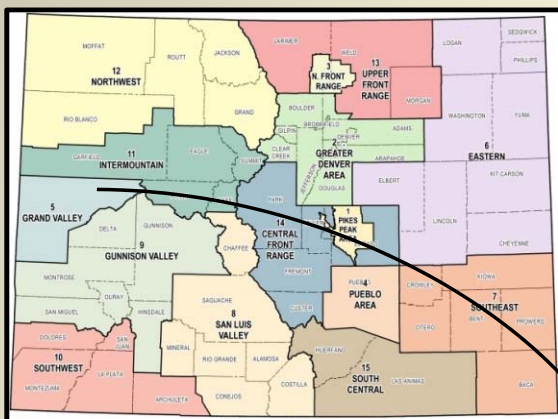 MOFFAT
ROUTT
JACKSON
LARIMER
WELD
LOGAN
SEDGWICK
PHILLIPS
12
NORTHWEST
3
N. FRONT
RANGE
13
UPPER
FRONT
RANGE
MORGAN
GRAND
RIO BLANCO
BOULDER
BROOMFIELD
GILPIN
DENVER
ADAMS
WASHINGTON
YUMA
11
INTERMOUNTAIN
GARFIELD
EAGLE
SUMMIT
CLEAR
CREEK
2
GREATER
DENVER
AREA
ARAPAHOE
JEFFERSON
DOUGLAS
6
EASTERN
ELBERT
KIT CARSON
5
GRAND VALLEY
PARK
LINCOLN
CHEYENNE
DELTA
GUNNISON
9
GUNNISON VALLEY
CHAFFEE
14
CENTRAL
FRONT
RANGE
1
PIKES
PEAK
AREA
MONTROSE
OURAY
SAN MIGUEL
HINSDALE
FREMONT
CUSTER
PUEBLO
4
PUEBLO
AREA
CROWLEY
KIOWA
7
SOUTHEAST
OTERO
BENT
PROWERS
SAGUACHE
8
SAN LUIS
VALLEY
MINERAL
RIO GRANDE
ALAMOSA
DOLORES
SAN
JUAN
10
SOUTHWEST
MONTEZUMA
LA PLATA
ARCHULETA
CONEJOS
COSTILLA
HUERFANO
15
SOUTH
CENTRAL
LAS ANIMAS
BACA